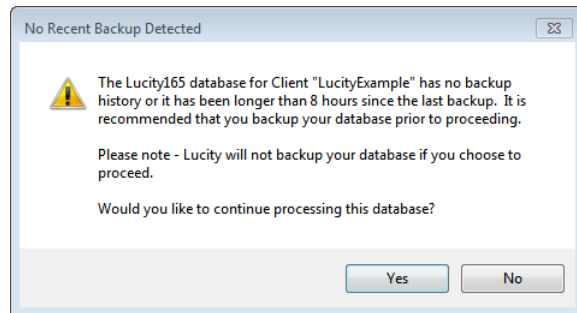 No Recent Backup Detected
The Lucity165 database for Client "LucityExample" has no backup
history or it has been longer than 8 hours since the last backup.  It is
recommended that you backup your database prior to proceeding.
Please note - Lucity will not backup your database if you choose to
proceed.
Would you like to continue processing this database?
Yes
No